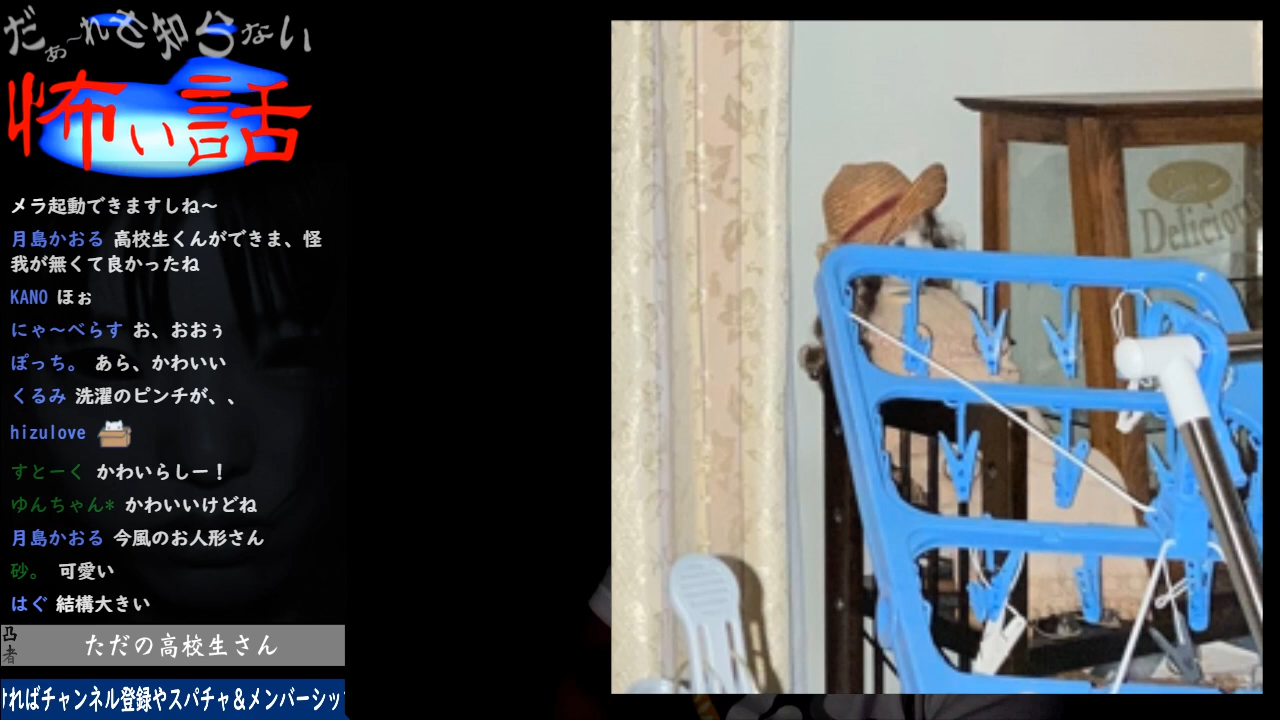 だぁ～れも知らない
怖い話
メラ起動できますしね～
月島かおる 高校生くんができま、怪
我が無くて良かったね
KANO ほぉ
にゃ～べらす お、おおぅ
ぽっち。 あら、かわいい
くるみ 洗濯のピンチが、、
hizulove
すとーく かわいらしー！
ゆんちゃん* かわいいけどね
月島かおる 今風のお人形さん
砂。 可愛い
はぐ 結構大きい
凸者 ただの高校生さん
ければチャンネル登録やスパチャ＆メンバーシッ
Delicious